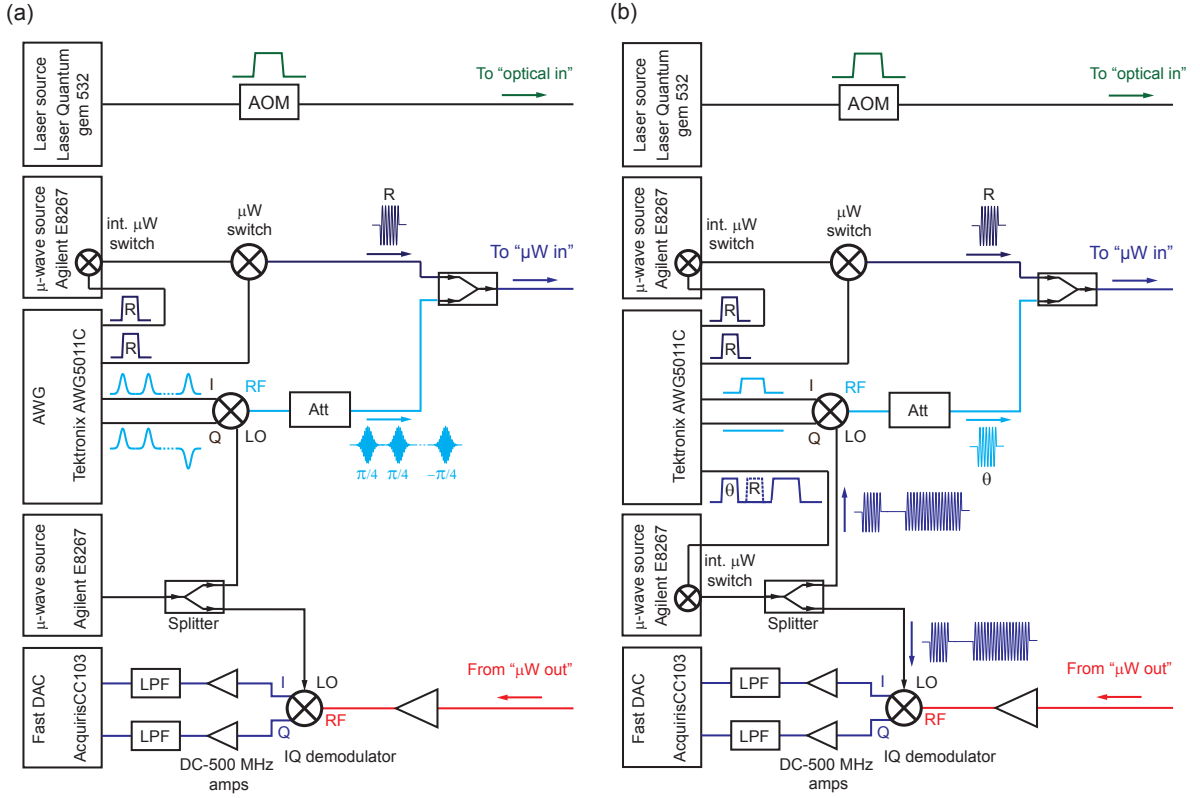 (a)
Laser source
Laser Quantum
gem 532
AOM
To “optical in”
μ-wave source
Agilent E8267
int. μW
switch
μW
switch
R
To “μW in”
R
R
AWG
Tektronix AWG5011C
I
Q
RF
LO
Att
π/4
π/4
−π/4
μ-wave source
Agilent E8267
Splitter
Fast DAC
AcquirisCC103
LPF
LPF
I
Q
LO
RF
From “μW out”
IQ demodulator
DC-500 MHz
amps
(b)
Laser source
Laser Quantum
gem 532
AOM
To “optical in”
μ-wave source
Agilent E8267
int. μW
switch
μW
switch
R
To “μW in”
R
R
Tektronix AWG5011C
I
Q
RF
LO
Att
θ
θ
R
μ-wave source
Agilent E8267
int. μW
switch
Splitter
Fast DAC
AcquirisCC103
LPF
LPF
I
Q
LO
RF
From “μW out”
IQ demodulator
DC-500 MHz
amps